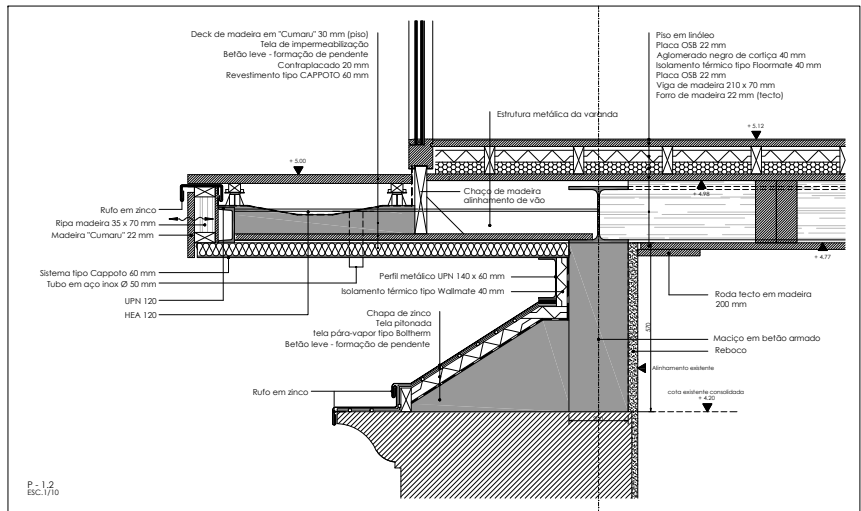 Deck de madeira em "Cumaru" 30 mm (piso)
Tela de impermeabilização
Betão leve - formação de pendente
Contraplacado 20 mm
Revestimento tipo CAPPOTO 60 mm
Piso em linóleo
Placa OSB 22 mm
Aglomerado negro de cortiça 40 mm
Isolamento térmico tipo Floormate 40 mm
Placa OSB 22 mm
Viga de madeira 210 x 70 mm
Forro de madeira 22 mm (tecto)
Estrutura metálica da varanda
+ 5.12
+ 5.00
Chaço de madeira
alinhamento de vão
+ 4.98
Rufo em zinco
Ripa madeira 35 x 70 mm
Madeira "Cumaru" 22 mm
+ 4.77
Sistema tipo Cappoto 60 mm
Tubo em aço inox Ø 50 mm
UPN 120
HEA 120
Perfil metálico UPN 140 x 60 mm
Isolamento térmico tipo Wallmate 40 mm
Roda tecto em madeira
200 mm
Chapa de zinco
Tela pitonada
tela pára-vapor tipo Boltherm
Betão leve - formação de pendente
.570
Maciço em betão armado
Reboco
Alinhamento existente
Rufo em zinco
cota existente consolidada
+ 4.20
P - 1.2
ESC.1/10